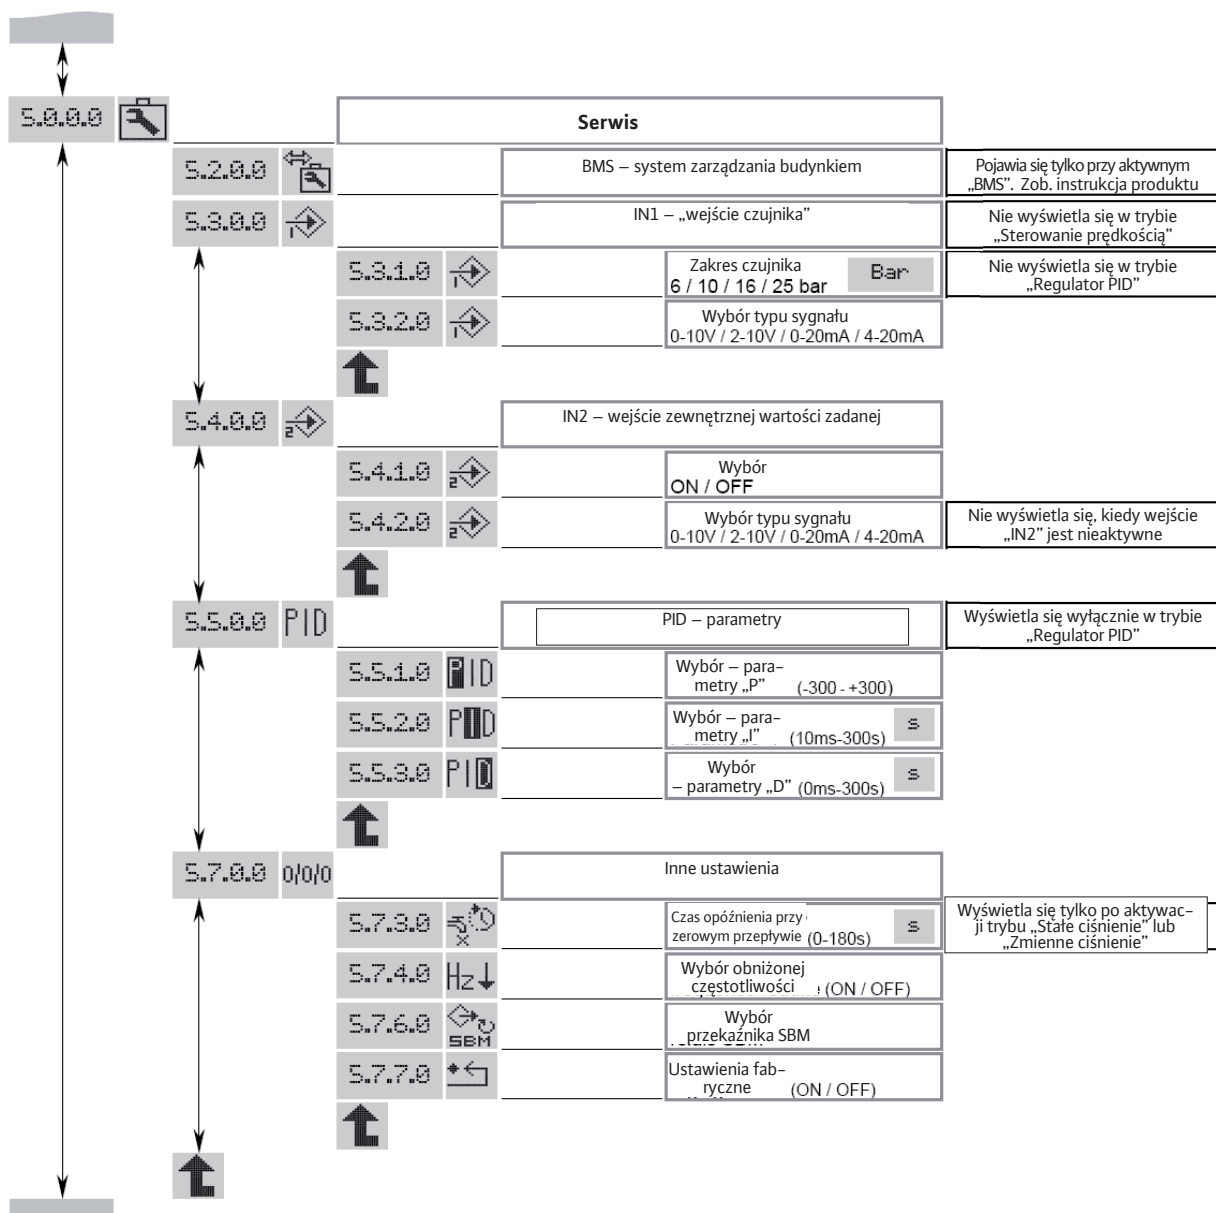 5.0.0.0
Serwis
5.2.0.0
BMS – system zarządzania budynkiem
Pojawia się tylko przy aktywnym
„BMS”. Zob. instrukcja produktu
5.3.0.0
1
IN1 – „wejście czujnika”
Nie wyświetla się w trybie
„Sterowanie prędkością”
5.3.1.0
1
Zakres czujnika
6 / 10 / 16 / 25 bar
Bar
Nie wyświetla się w trybie
„Regulator PID”
5.3.2.0
1
Wybór typu sygnału
0-10V / 2-10V / 0-20mA / 4-20mA
5.4.0.0
2
IN2 – wejście zewnętrznej wartości zadanej
5.4.1.0
2
Wybór
ON / OFF
5.4.2.0
2
Wybór typu sygnału
0-10V / 2-10V / 0-20mA / 4-20mA
Nie wyświetla się, kiedy wejście
„IN2” jest nieaktywne
5.5.0.0
PID
PID – parametry
Wyświetla się wyłącznie w trybie
„Regulator PID”
5.5.1.0
PID
Wybór – para–
metry „P” (-300 - +300)
5.5.2.0
PID
Wybór – para–
metry „I” (10ms-300s)
s
5.5.3.0
PID
Wybór
– parametry „D” (0ms-300s)
s
5.7.0.0
0/0/0
Inne ustawienia
5.7.3.0
x
Czas opóźnienia przy
zerowym przepływie (0-180s)
s
Wyświetla się tylko po aktywac–
ji trybu „Stałe ciśnienie” lub
„Zmienne ciśnienie”
5.7.4.0
Hz
Wybór obniżonej
częstotliwości (ON / OFF)
5.7.6.0
SBM
Wybór
przekaźnika SBM
5.7.7.0
Ustawienia fab–
ryczne (ON / OFF)